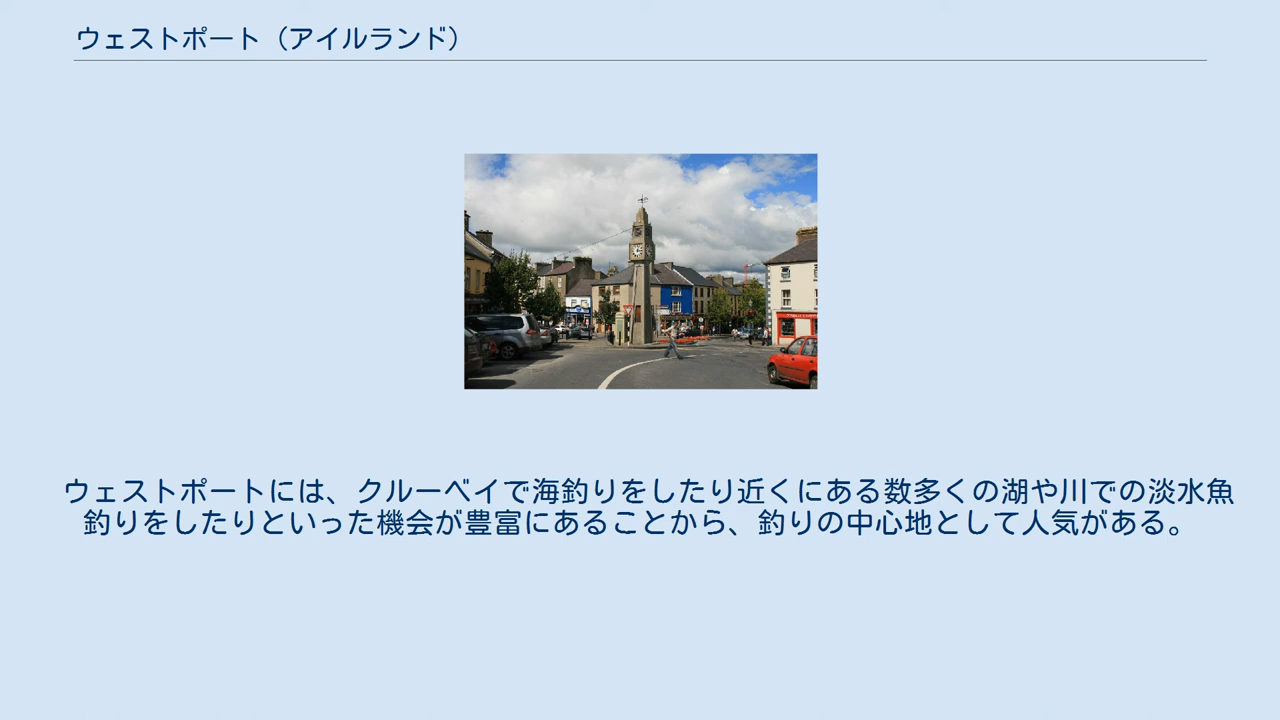 ウェストポート（アイルランド）
ウェストポートには、クルーベイで海釣りをしたり近くにある数多くの湖や川での淡水魚
釣りをしたりといった機会が豊富にあることから、釣りの中心地として人気がある。